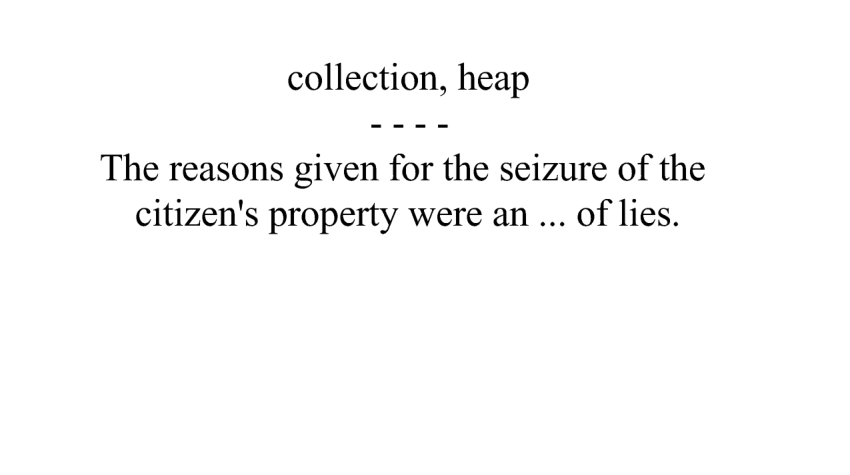 collection, heap
- - - -
The reasons given for the seizure of the
citizen's property were an ... of lies.